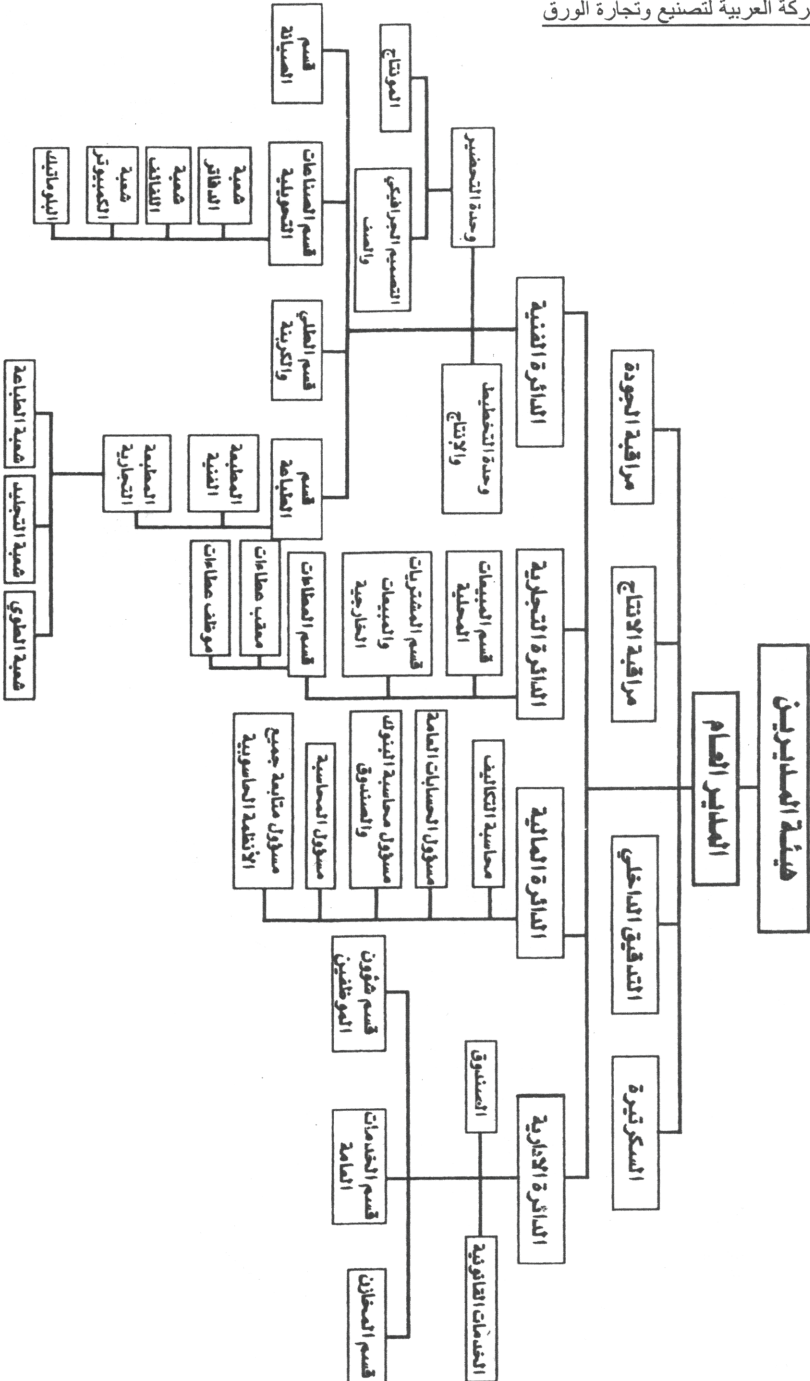 ركة العربية لتصنيع وتجارة الورق
هيئة المديرين
المدير العام
السكرتيرة
التدقيق الداخلي
مراقبة الانتاج
مراقبة الجودة
الدائرة الادارية
الدائرة المالية
الدائرة التجارية
الدائرة الفنية
الخدمات القانونية
الصندوق
قسم المخازن
قسم الخدمات
العامة
قسم شؤون
الموظفين
محاسبة التكاليف
مسؤول الحسابات العامة
مسؤول محاسبة البنوك
والصندوق
مسؤول المحاسبة
مسؤول متابعة جميع
الأنظمة الحاسوبية
قسم المبيعات
المحلية
قسم المشتريات
والمبيعات
الخارجية
قسم العطاءات
معقب عطاءات
موظف عطاءات
وحدة التخطيط
والإنتاج
وحدة التحضير
التصميم الجرافيكي
والصف
المونتاج
قسم
الطباعة
قسم الطلي
والكربنة
قسم الصناعات
التحويلية
قسم
الصيانة
المطبعة
الفنية
المطبعة
التجارية
شعبة الطوي
شعبة التجليد
شعبة الطباعة
شعبة
الدفاتر
شعبة
اللفائف
شعبة
الكمبيوتر
البلوماتيك